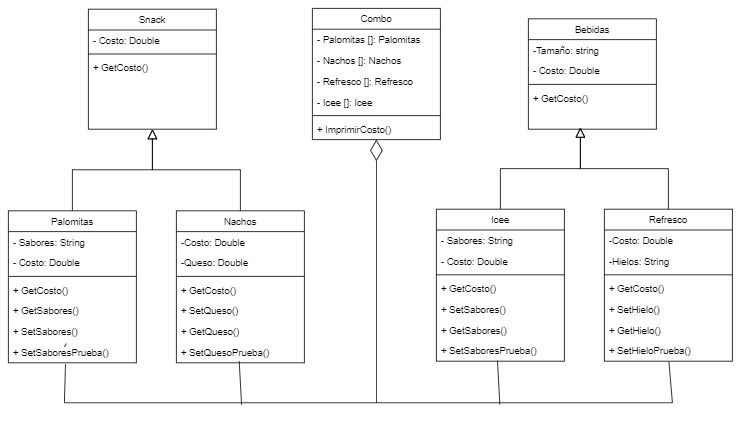 Snack
- Costo: Double
+ GetCosto()
Combo
- Palomitas []: Palomitas
- Nachos []: Nachos
- Refresco []: Refresco
- Icee []: Icee
+ ImprimirCosto()
Bebidas
-Tamaño: string
- Costo: Double
+ GetCosto()
Palomitas
- Sabores: String
- Costo: Double
+ GetCosto()
+ GetSabores()
+ SetSabores()
+ SetSaboresPrueba()
Nachos
-Costo: Double
-Queso: Double
+ GetCosto()
+ SetQueso()
+ GetQueso()
+ SetQuesoPrueba()
Icee
- Sabores: String
- Costo: Double
+ GetCosto()
+ SetSabores()
+ GetSabores()
+ SetSaboresPrueba()
Refresco
-Costo: Double
-Hielos: String
+ GetCosto()
+ SetHielo()
+ GetHielo()
+ SetHieloPrueba()